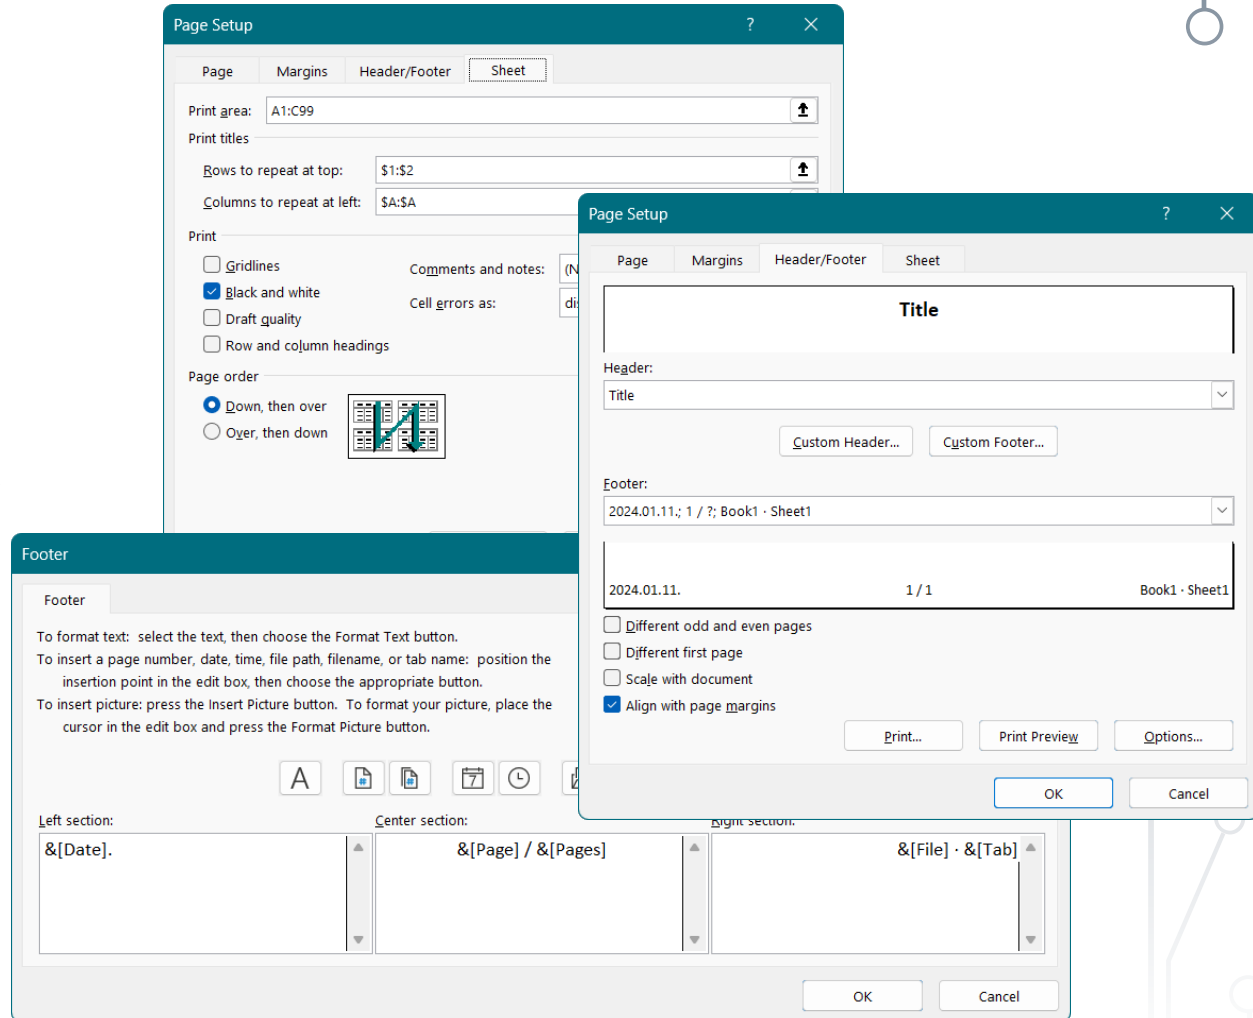 Page Setup
?
Page Margins Header/Footer Sheet
Print area: A1:C99
Print titles
Rows to repeat at top: $1:$2
Columns to repeat at left: $A:$A
Print
Gridlines
Black and white
Draft quality
Row and column headings
Comments and notes: (N
Cell errors as:
Page order
Down, then over
Over, then down
Page Setup
?
Page Margins Header/Footer Sheet
Title
Header:
Title
Custom Header... Custom Footer...
Footer:
2024.01.11.; 1 / ?; Book1 · Sheet1
2024.01.11. 1 / 1 Book1 · Sheet1
Different odd and even pages
Different first page
Scale with document
Align with page margins
Print... Print Preview Options...
OK Cancel
Footer
Footer
To format text: select the text, then choose the Format Text button.
To insert a page number, date, time, file path, filename, or tab name: position the
insertion point in the edit box, then choose the appropriate button.
To insert picture: press the Insert Picture button. To format your picture, place the
cursor in the edit box and press the Format Picture button.
A # # 7
Left section: Center section: Right section:
&[Date]. &[Page] / &[Pages] &[File] · &[Tab]
OK Cancel